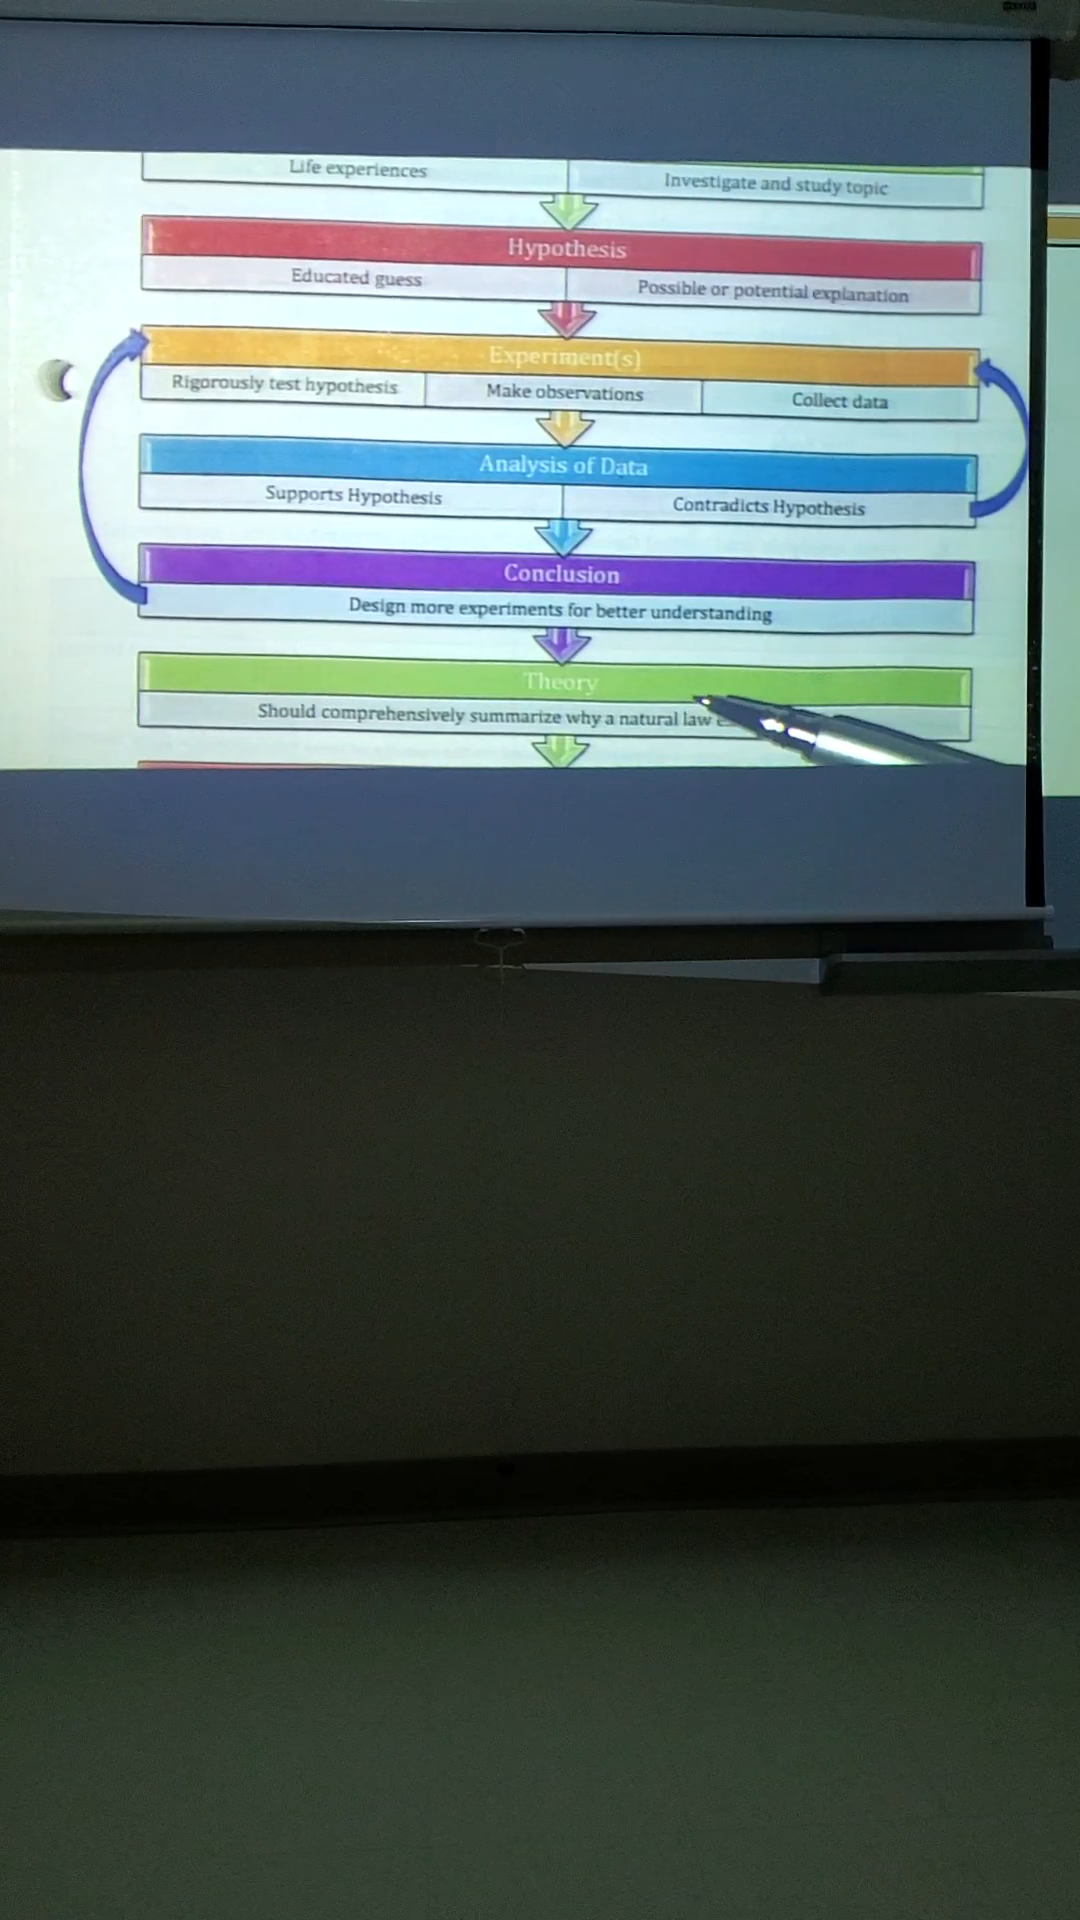 Life experiences
Investigate and study topic
Hypothesis
Educated guess
Possible or potential explanation
Experiment(s)
Rigorously test hypothesis
Make observations
Collect data
Analysis of Data
Supports Hypothesis
Contradicts Hypothesis
Conclusion
Design more experiments for better understanding
Theory
Should comprehensively summarize why a natural law